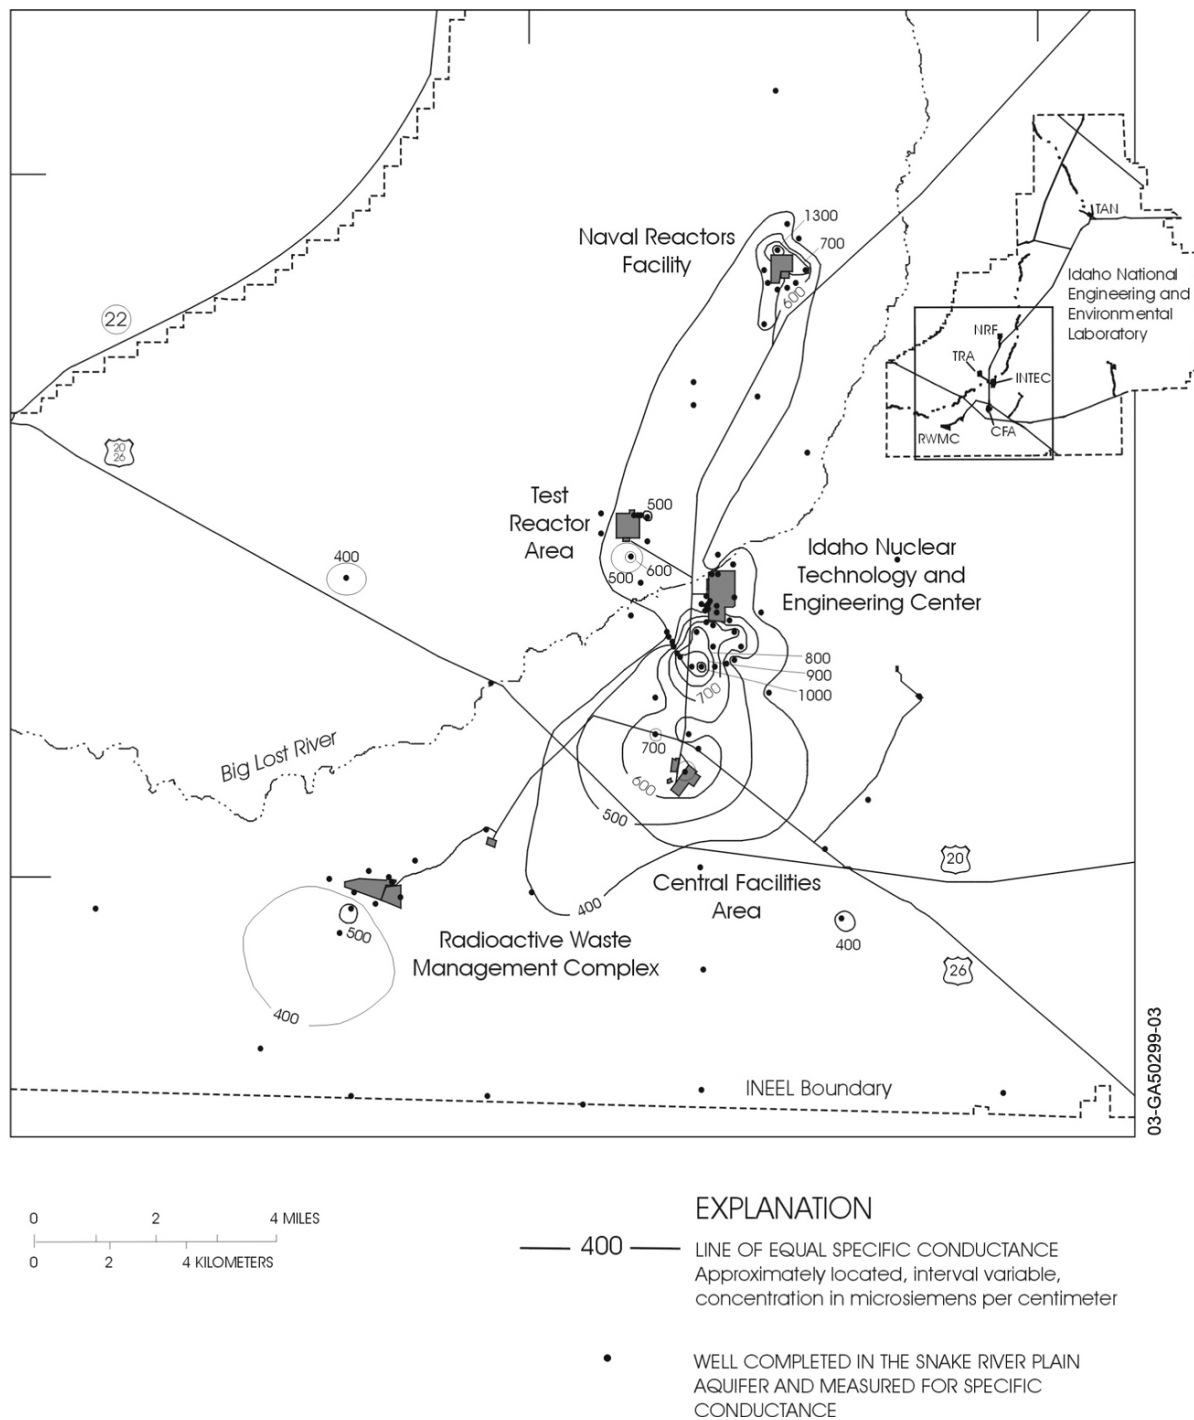 1300
700
Naval Reactors
Facility
600
22
TAN
Idaho National
Engineering and
Environmental
Laboratory
NRF
TRA
INTEC
RWMC
CFA
20
26
Test
Reactor
Area
500
400
600
500
Idaho Nuclear
Technology and
Engineering Center
800
900
1000
700
700
Big Lost River
600
500
20
Central Facilities
Area
400
500
Radioactive Waste
Management Complex
400
26
400
INEEL Boundary
03-GA50299-03
0 2 4 MILES
0 2 4 KILOMETERS
EXPLANATION
400
LINE OF EQUAL SPECIFIC CONDUCTANCE
Approximately located, interval variable,
concentration in microsiemens per centimeter
WELL COMPLETED IN THE SNAKE RIVER PLAIN
AQUIFER AND MEASURED FOR SPECIFIC
CONDUCTANCE